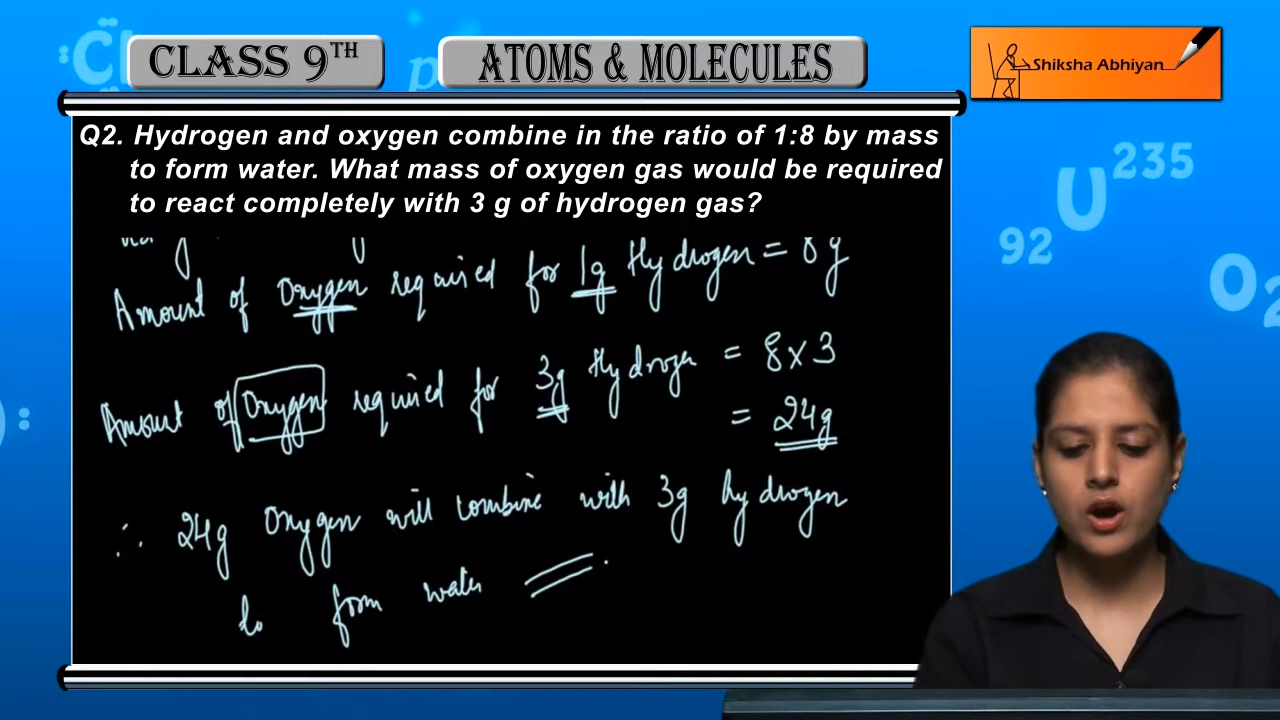 CLASS 9TH
ATOMS & MOLECULES
Shiksha Abhiyan
Q2. Hydrogen and oxygen combine in the ratio of 1:8 by mass
to form water. What mass of oxygen gas would be required
to react completely with 3 g of hydrogen gas?
Amount of Oxygen required for 1g Hydrogen = 8g
Amount of Oxygen required for 3g Hydrogen = 8x3
= 24g
∴ 24g Oxygen will combine with 3g hydrogen
to form water
:Cl
U 235
92
O2